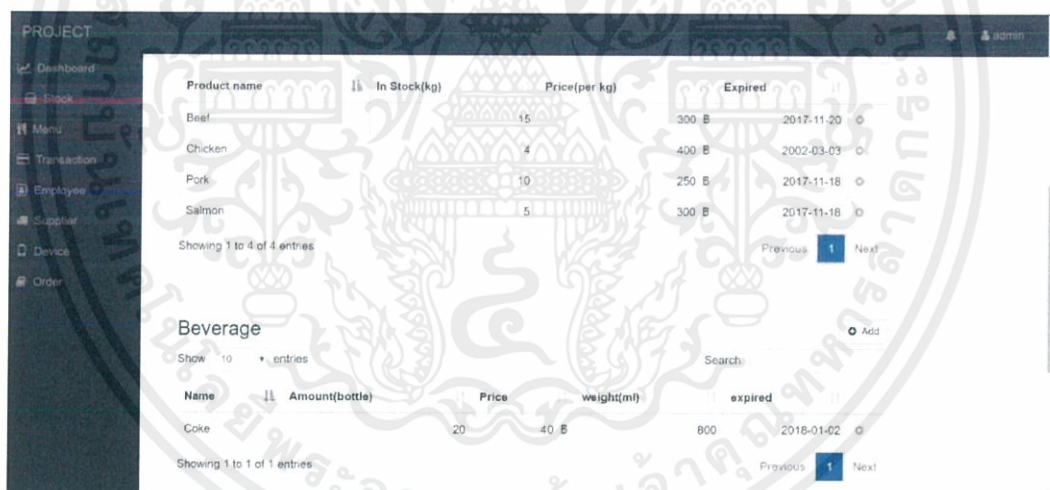 PROJECT
admin
Dashboard
Stock
Menu
Transaction
Employee
Supplier
Device
Order
Product name In Stock(kg) Price(per kg) Expired
Beef 15 300 ฿ 2017-11-20
Chicken 4 400 ฿ 2002-03-03
Pork 10 250 ฿ 2017-11-18
Salmon 5 300 ฿ 2017-11-18
Showing 1 to 4 of 4 entries
Previous 1 Next
Beverage
Add
Show 10 entries
Search:
Name Amount(bottle) Price weight(ml) expired
Coke 20 40 ฿ 800 2018-01-02
Showing 1 to 1 of 1 entries
Previous 1 Next